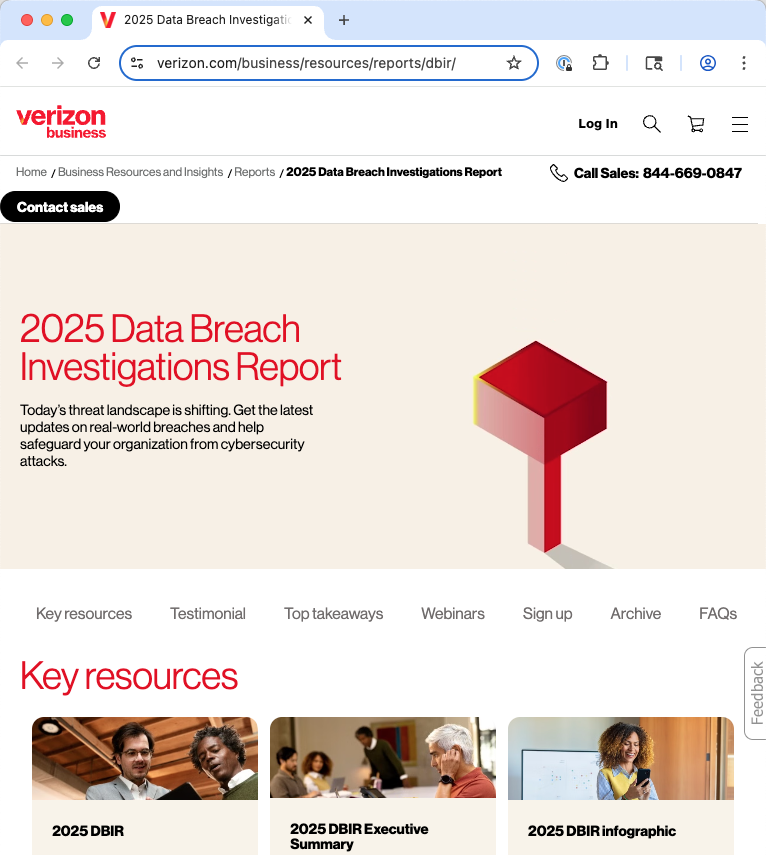 2025 Data Breach Investigatio
verizon.com/business/resources/reports/dbir/
verizon
business
Log In
Home / Business Resources and Insights / Reports / 2025 Data Breach Investigations Report
Call Sales: 844-669-0847
Contact sales
2025 Data Breach
Investigations Report
Today's threat landscape is shifting. Get the latest
updates on real-world breaches and help
safeguard your organization from cybersecurity
attacks.
Key resources Testimonial Top takeaways Webinars Sign up Archive FAQs
Key resources
Feedback
2025 DBIR
2025 DBIR Executive
Summary
2025 DBIR infographic